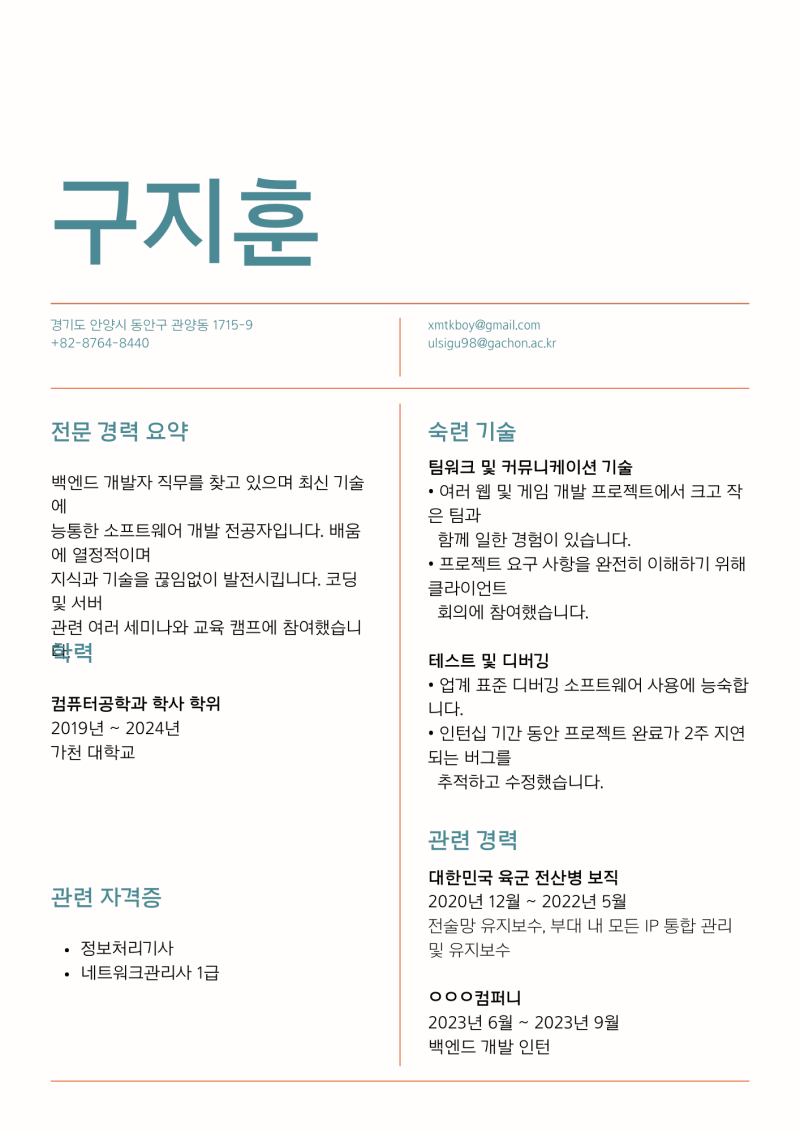 구지훈
경기도 안양시 동안구 관양동 1715-9
+82-8764-8440
xmtkboy@gmail.com
ulsigu98@gachon.ac.kr
전문 경력 요약
백엔드 개발자 직무를 찾고 있으며 최신 기술
에
능통한 소프트웨어 개발 전공자입니다. 배움
에 열정적이며
지식과 기술을 끊임없이 발전시킵니다. 코딩
및 서버
관련 여러 세미나와 교육 캠프에 참여했습니
다.
학력
컴퓨터공학과 학사 학위
2019년 ~ 2024년
가천 대학교
관련 자격증
• 정보처리기사
• 네트워크관리사 1급
숙련 기술
팀워크 및 커뮤니케이션 기술
• 여러 웹 및 게임 개발 프로젝트에서 크고 작
은 팀과
함께 일한 경험이 있습니다.
• 프로젝트 요구 사항을 완전히 이해하기 위해
클라이언트
회의에 참여했습니다.
테스트 및 디버깅
• 업계 표준 디버깅 소프트웨어 사용에 능숙합
니다.
• 인턴십 기간 동안 프로젝트 완료가 2주 지연
되는 버그를
추적하고 수정했습니다.
관련 경력
대한민국 육군 전산병 보직
2020년 12월 ~ 2022년 5월
전술망 유지보수, 부대 내 모든 IP 통합 관리
및 유지보수
ㅇㅇㅇ컴퍼니
2023년 6월 ~ 2023년 9월
백엔드 개발 인턴